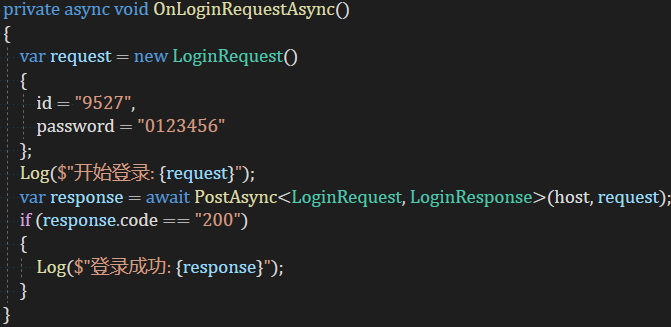 private async void OnLoginRequestAsync()
{
var request = new LoginRequest()
{
id = "9527",
password = "0123456"
};
Log($"开始登录: {request}");
var response = await PostAsync<LoginRequest, LoginResponse>(host, request);
if (response.code == "200")
{
Log($"登录成功: {response}");
}
}